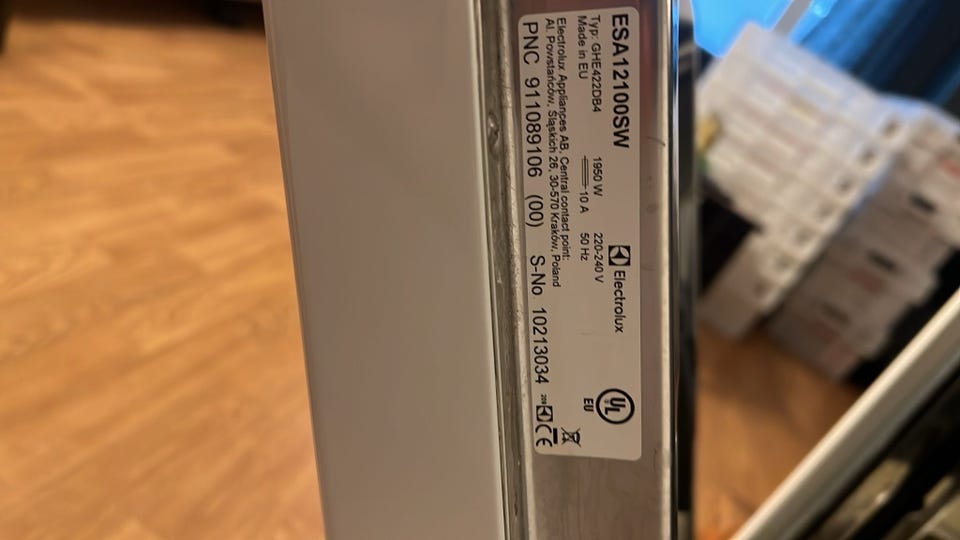 ESA12100SW
Electrolux
Typ: GHE422DB4 1950 W 220-240 V
Made in EU 10 A 50 Hz
UL
EU
Electrolux Appliances AB, Central contact point:
Al. Powstańców Śląskich 26, 30-570 Kraków, Poland
PNC 911089106 (00) S-No 10213034
CE